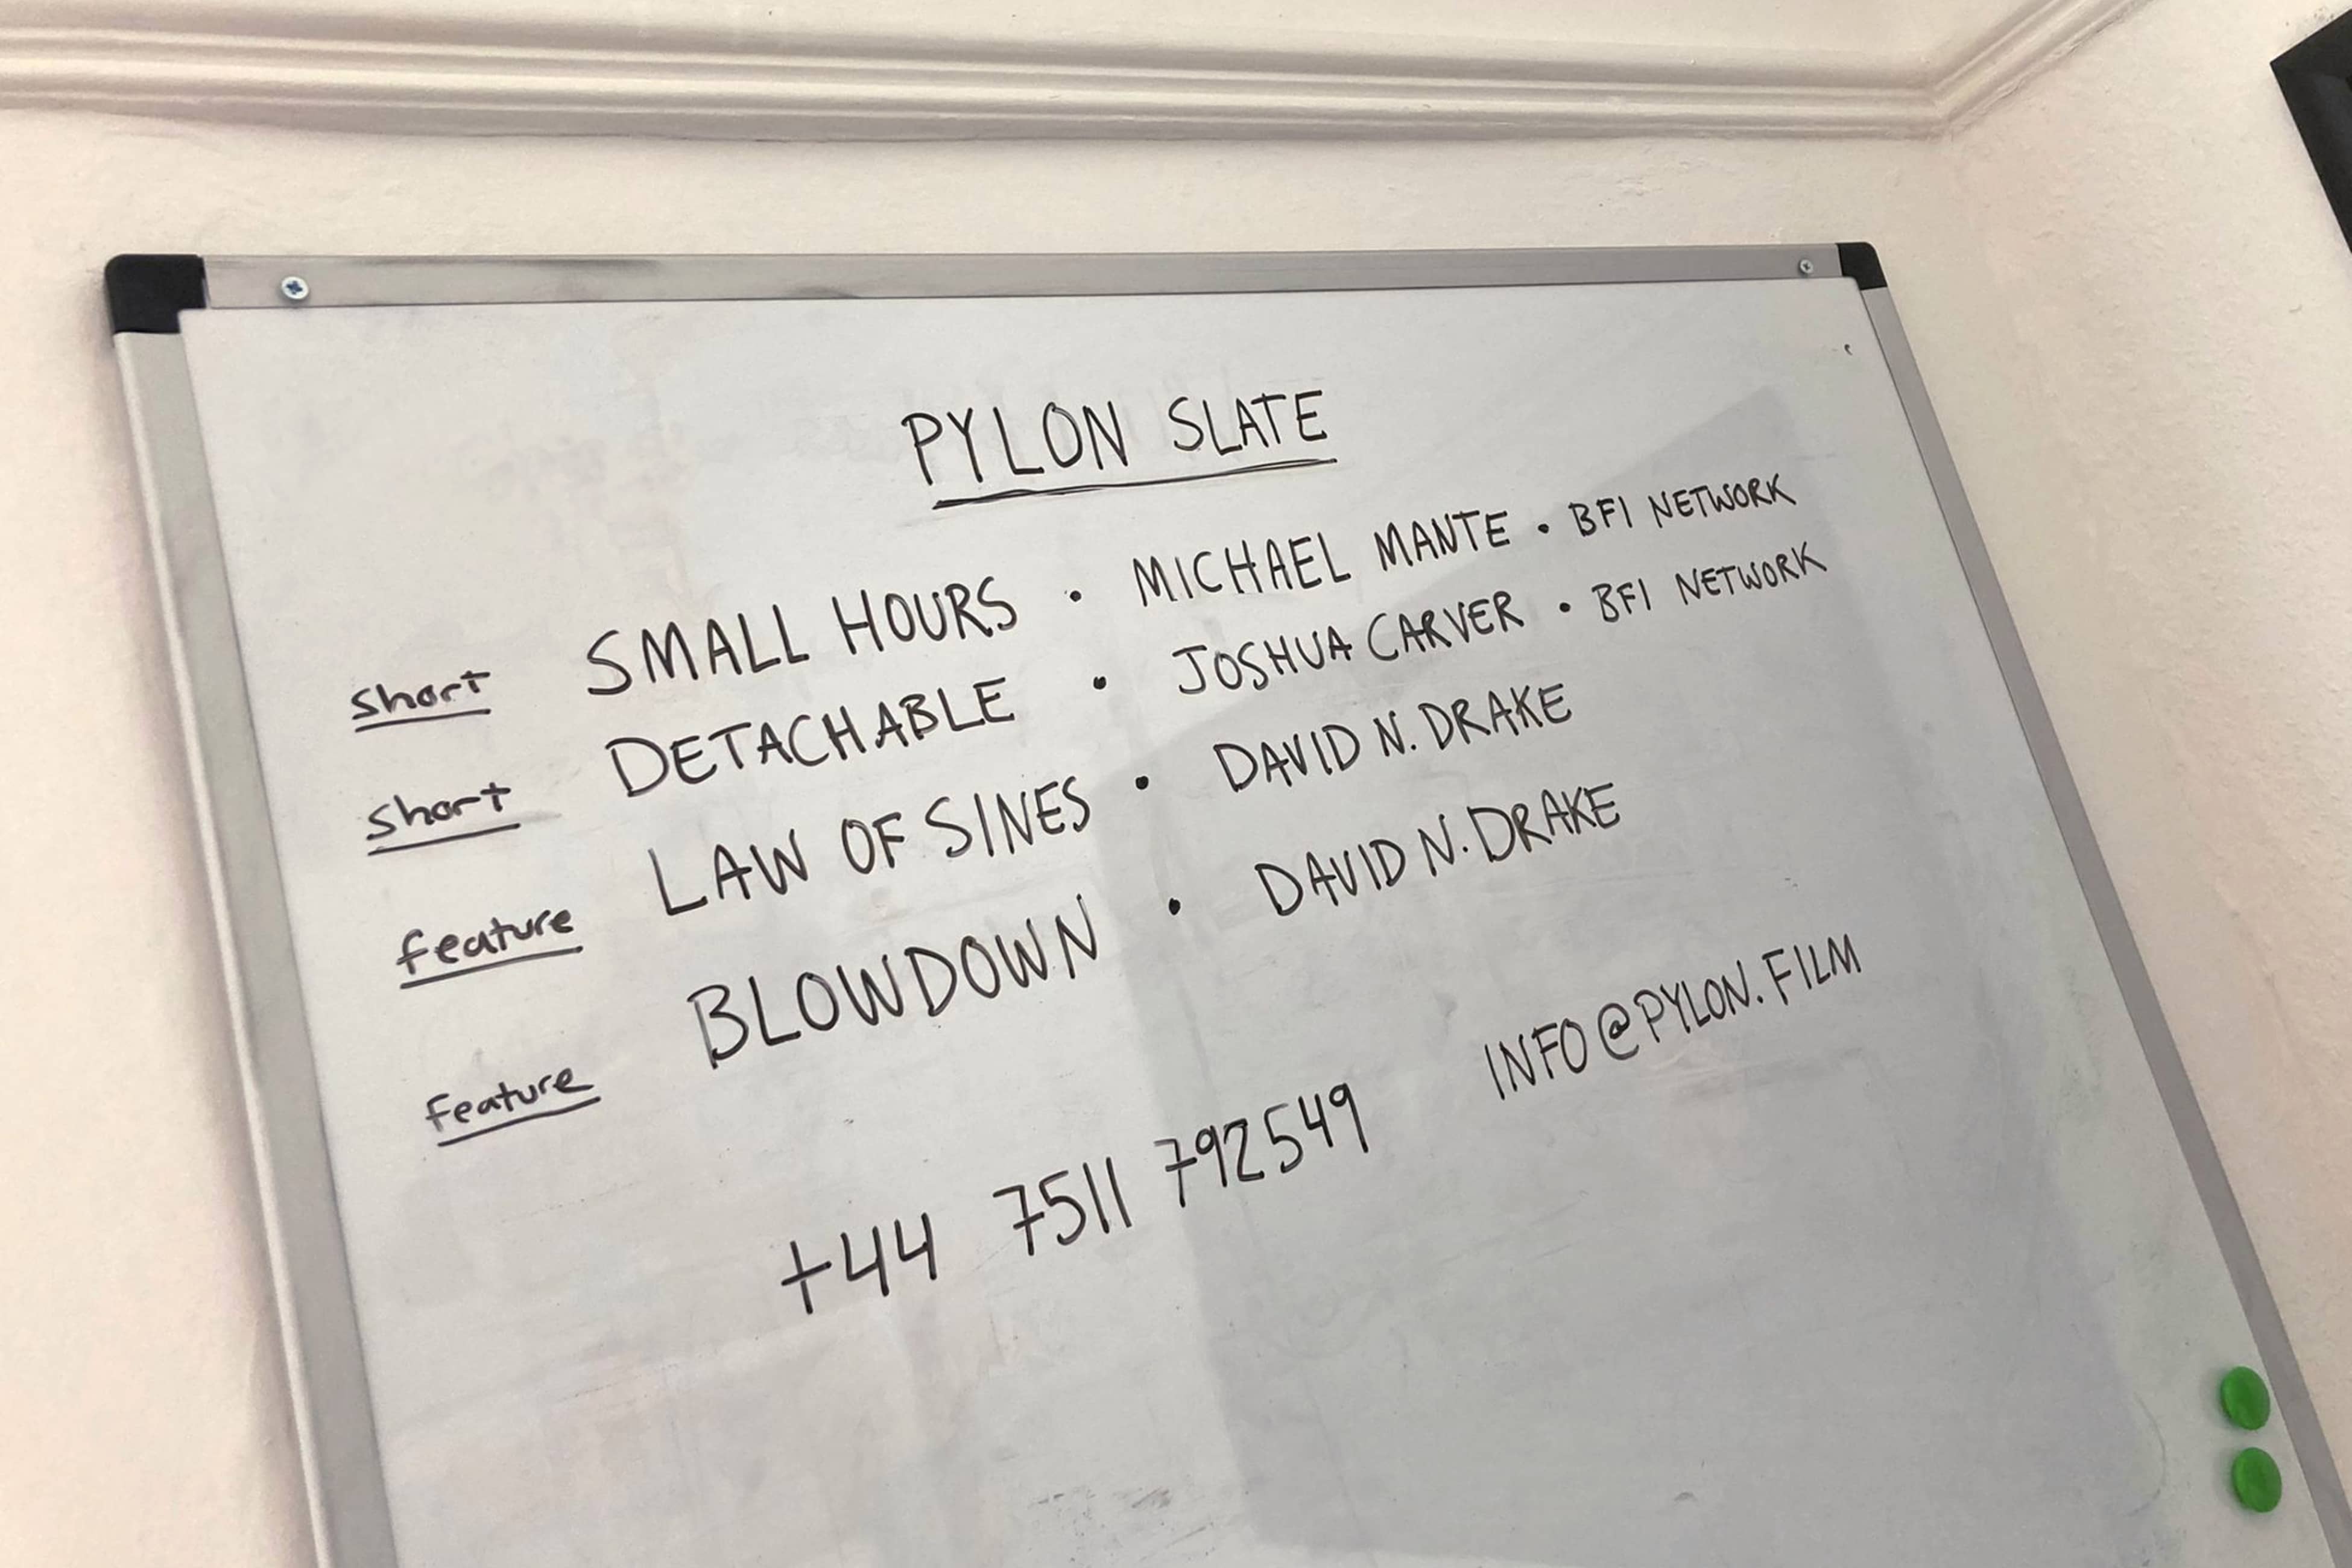 PYLON SLATE
short SMALL HOURS • MICHAEL MANTE • BFI NETWORK
short DETACHABLE • JOSHUA CARVER • BFI NETWORK
feature LAW OF SINES • DAVID N. DRAKE
feature BLOWDOWN • DAVID N. DRAKE
+44 7511 792549 INFO@PYLON.FILM